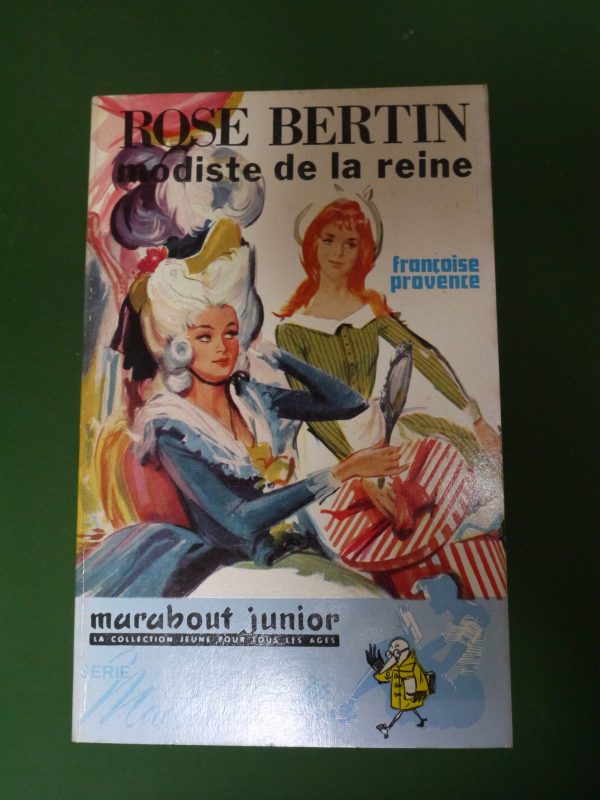 ROSE BERTIN
modiste de la reine
françoise
provence
marabout junior
LA COLLECTION JEUNE POUR TOUS LES AGES
SERIE